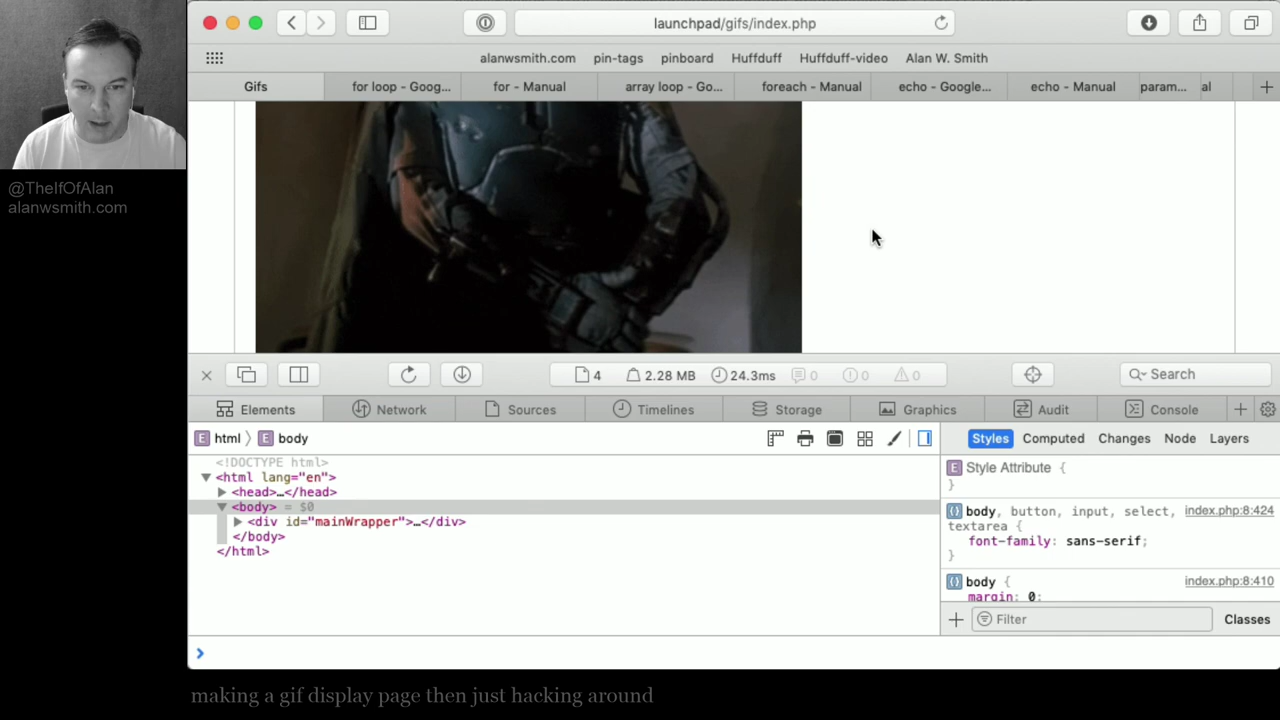 launchpad/gifs/index.php
alanwsmith.com pin-tags pinboard Huffduff Huffduff-video Alan W. Smith
Gifs for loop - Goog... for - Manual array loop - Go... foreach - Manual echo - Google... echo - Manual param... al
@TheIfOfAlan
alanwsmith.com
4 2.28 MB 24.3ms 0 0 0 Search
Elements Network Sources Timelines Storage Graphics Audit Console
E html E body Styles Computed Changes Node Layers
<!DOCTYPE html>
<html lang="en">
<head>…</head>
<body> = $0
<div id="mainWrapper">…</div>
</body>
</html>
E Style Attribute {
}
body, button, input, select, index.php:8:424
textarea {
font-family: sans-serif;
}
body { index.php:8:410
margin: 0;
Filter Classes
making a gif display page then just hacking around